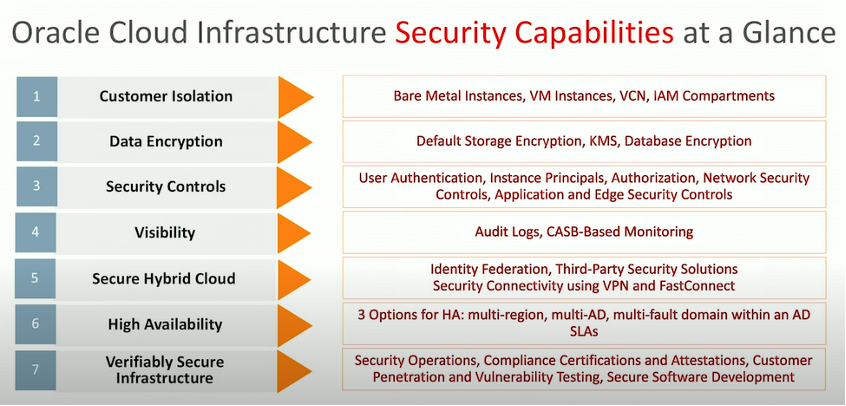 Oracle Cloud Infrastructure Security Capabilities at a Glance
1
Customer Isolation
Bare Metal Instances, VM Instances, VCN, IAM Compartments
2
Data Encryption
Default Storage Encryption, KMS, Database Encryption
3
Security Controls
User Authentication, Instance Principals, Authorization, Network Security
Controls, Application and Edge Security Controls
4
Visibility
Audit Logs, CASB-Based Monitoring
5
Secure Hybrid Cloud
Identity Federation, Third-Party Security Solutions
Security Connectivity using VPN and FastConnect
6
High Availability
3 Options for HA: multi-region, multi-AD, multi-fault domain within an AD
SLAs
7
Verifiably Secure
Infrastructure
Security Operations, Compliance Certifications and Attestations, Customer
Penetration and Vulnerability Testing, Secure Software Development